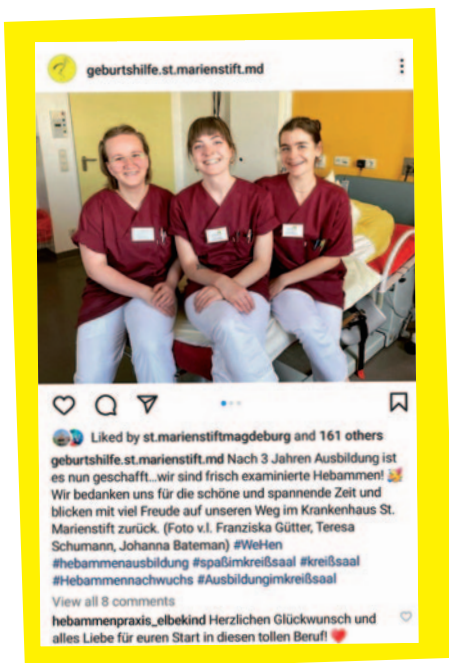 geburtshilfe.st.marienstift.md
Liked by st.marienstiftmagdeburg and 161 others
geburtshilfe.st.marienstift.md Nach 3 Jahren Ausbildung ist
es nun geschafft...wir sind frisch examinierte Hebammen! 🥳
Wir bedanken uns für die schöne und spannende Zeit und
blicken mit viel Freude auf unseren Weg im Krankenhaus St.
Marienstift zurück. (Foto v.l. Franziska Gütter, Teresa
Schumann, Johanna Bateman) #WeHen
#hebammenausbildung #spaßimkreißsaal #kreißsaal
#Hebammennachwuchs #Ausbildungimkreißsaal
View all 8 comments
hebammenpraxis_elbekind Herzlichen Glückwunsch und
alles Liebe für euren Start in diesen tollen Beruf! ❤️